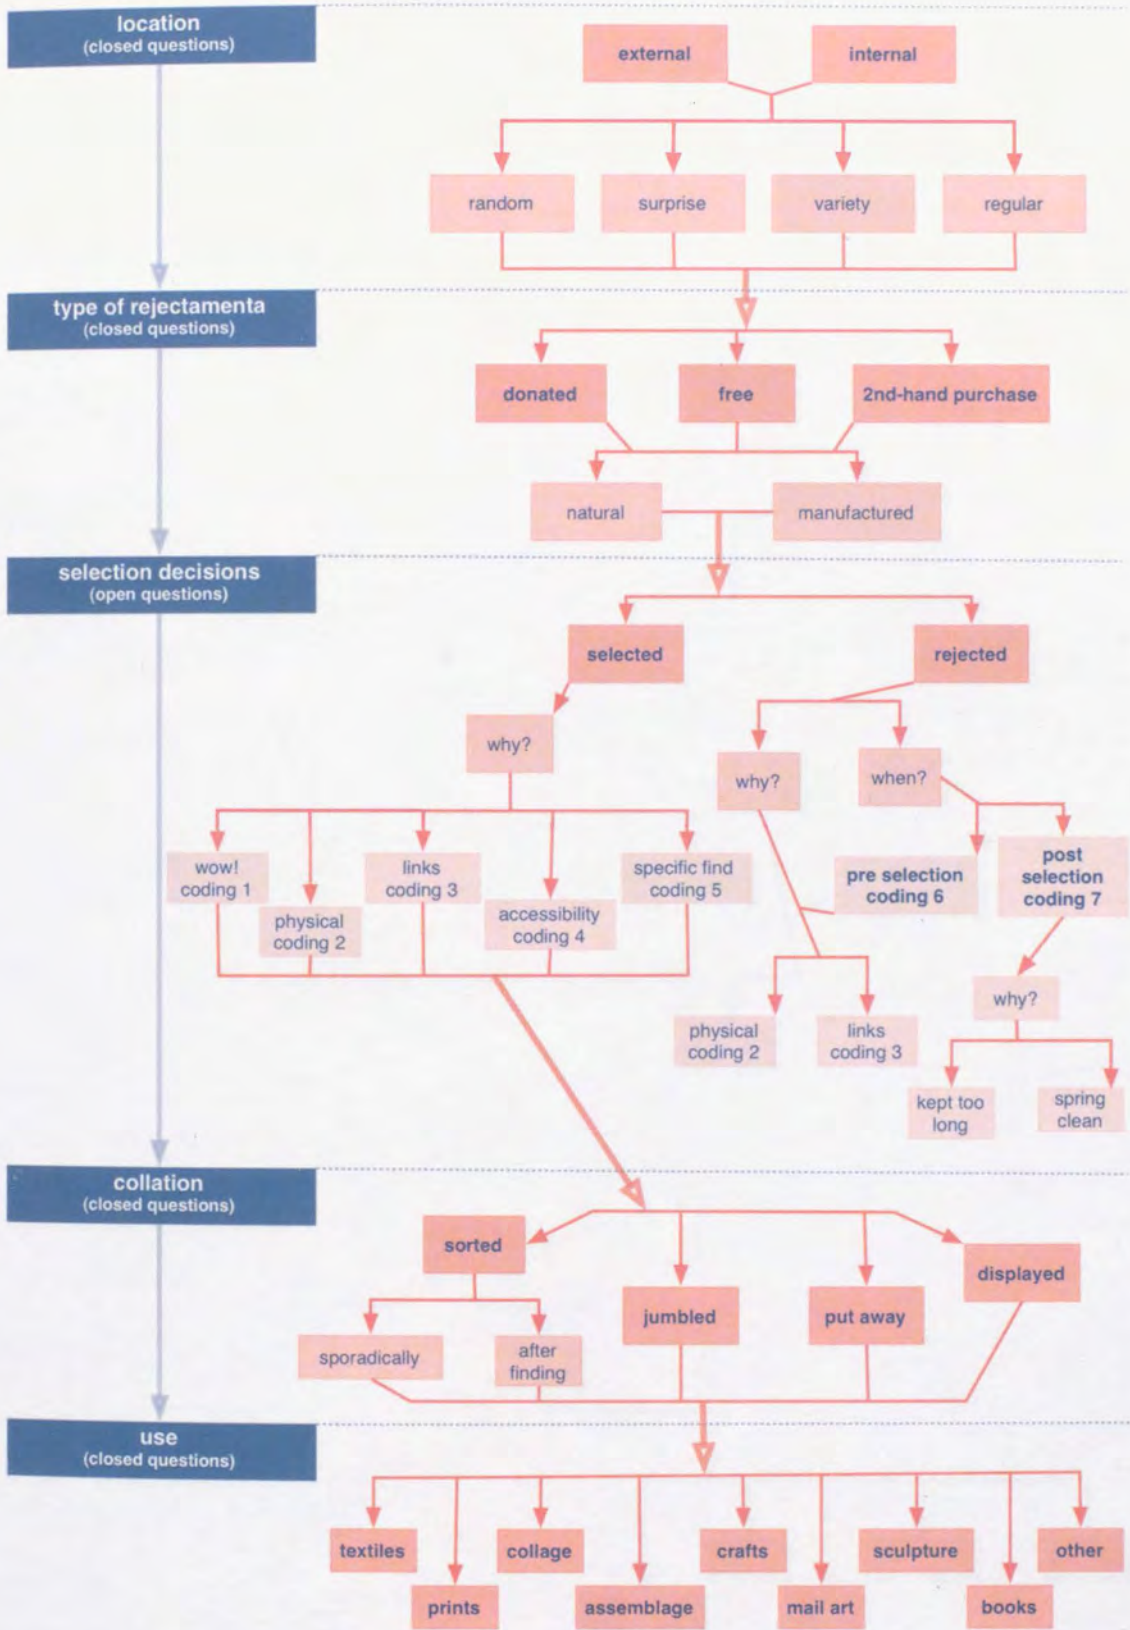 location
(closed questions)
external
internal
random
surprise
variety
regular
type of rejectamenta
(closed questions)
donated
free
2nd-hand purchase
natural
manufactured
selection decisions
(open questions)
selected
rejected
why?
why?
when?
wow!
coding 1
physical
coding 2
links
coding 3
accessibility
coding 4
specific find
coding 5
pre selection
coding 6
post
selection
coding 7
why?
physical
coding 2
links
coding 3
kept too
long
spring
clean
collation
(closed questions)
sorted
jumbled
put away
displayed
sporadically
after
finding
use
(closed questions)
textiles
collage
crafts
sculpture
other
prints
assemblage
mail art
books